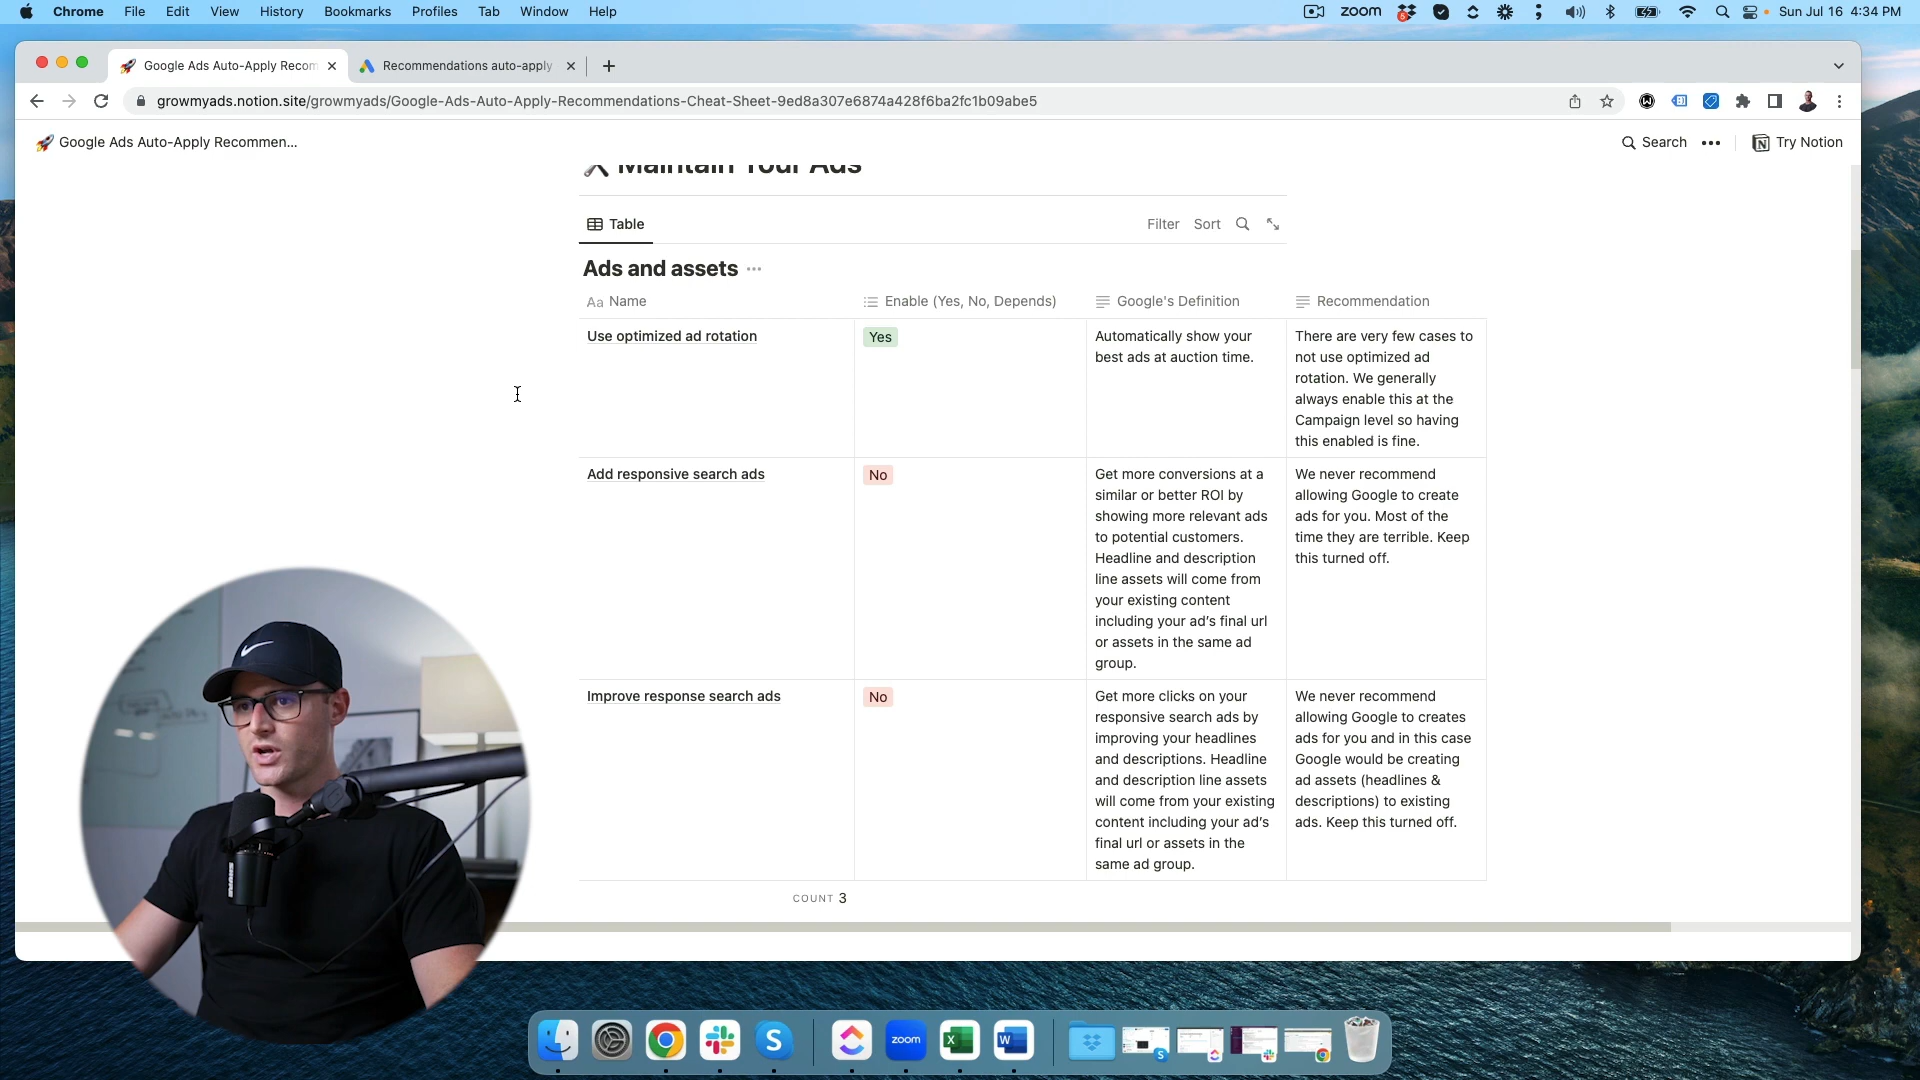 Chrome File Edit View History Bookmarks Profiles Tab Window Help
zoom 5 Sun Jul 16 4:34 PM
Google Ads Auto-Apply Recom
Recommendations auto-apply
growmyads.notion.site/growmyads/Google-Ads-Auto-Apply-Recommendations-Cheat-Sheet-9ed8a307e6874a428f6ba2fc1b09abe5
Google Ads Auto-Apply Recommen...
Search ••• Try Notion
Maintain Your Ads
Table
Filter Sort
Ads and assets •••
Aa Name
Enable (Yes, No, Depends)
Google's Definition
Recommendation
Use optimized ad rotation
Yes
Automatically show your
best ads at auction time.
There are very few cases to
not use optimized ad
rotation. We generally
always enable this at the
Campaign level so having
this enabled is fine.
Add responsive search ads
No
Get more conversions at a
similar or better ROI by
showing more relevant ads
to potential customers.
Headline and description
line assets will come from
your existing content
including your ad's final url
or assets in the same ad
group.
We never recommend
allowing Google to create
ads for you. Most of the
time they are terrible. Keep
this turned off.
Improve response search ads
No
Get more clicks on your
responsive search ads by
improving your headlines
and descriptions. Headline
and description line assets
will come from your existing
content including your ad's
final url or assets in the
same ad group.
We never recommend
allowing Google to creates
ads for you and in this case
Google would be creating
ad assets (headlines &
descriptions) to existing
ads. Keep this turned off.
COUNT 3
SHURE
S
zoom
X
W